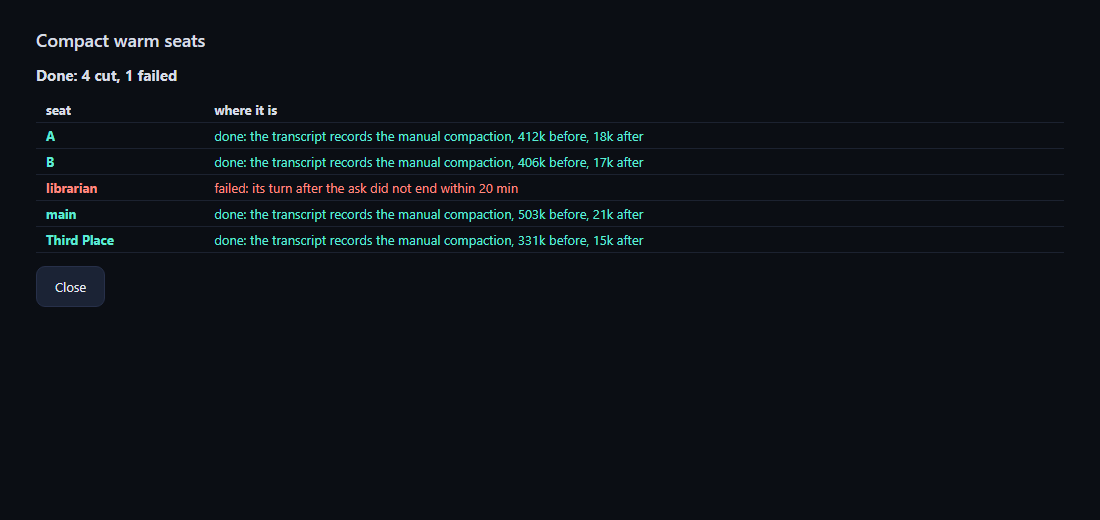 Compact warm seats
Done: 4 cut, 1 failed
seat where it is
A done: the transcript records the manual compaction, 412k before, 18k after
B done: the transcript records the manual compaction, 406k before, 17k after
librarian failed: its turn after the ask did not end within 20 min
main done: the transcript records the manual compaction, 503k before, 21k after
Third Place done: the transcript records the manual compaction, 331k before, 15k after
Close